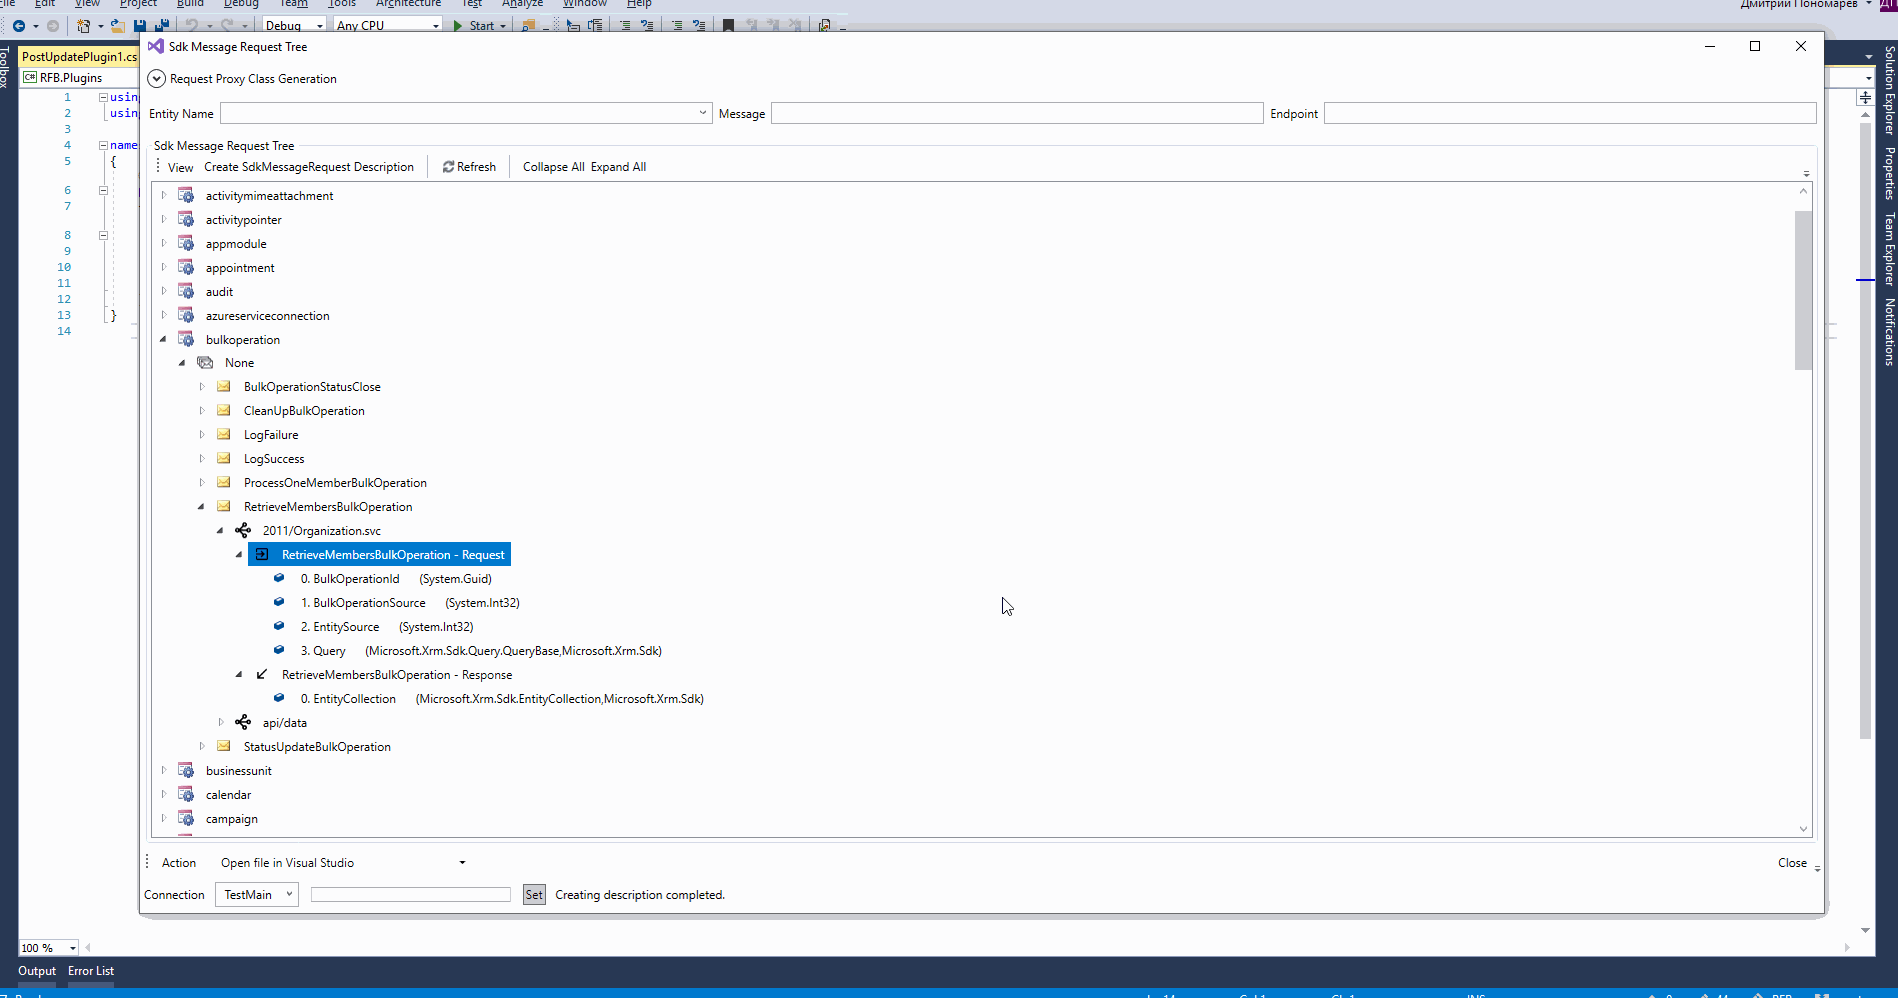 File Edit View Project Build Debug Team Tools Architecture Test Analyze Window Help
Дмитрий Пономарев
Debug Any CPU Start
Toolbox
PostUpdatePlugin1.cs
RFB.Plugins
1 usin
2 usin
3
4 name
5 {
6
7
8
9
10
11
12
13 }
14
Sdk Message Request Tree
Request Proxy Class Generation
Entity Name Message Endpoint
Sdk Message Request Tree
View Create SdkMessageRequest Description Refresh Collapse All Expand All
activitymimeattachment
activitypointer
appmodule
appointment
audit
azureserviceconnection
bulkoperation
None
BulkOperationStatusClose
CleanUpBulkOperation
LogFailure
LogSuccess
ProcessOneMemberBulkOperation
RetrieveMembersBulkOperation
2011/Organization.svc
RetrieveMembersBulkOperation - Request
0. BulkOperationId (System.Guid)
1. BulkOperationSource (System.Int32)
2. EntitySource (System.Int32)
3. Query (Microsoft.Xrm.Sdk.Query.QueryBase,Microsoft.Xrm.Sdk)
RetrieveMembersBulkOperation - Response
0. EntityCollection (Microsoft.Xrm.Sdk.EntityCollection,Microsoft.Xrm.Sdk)
api/data
StatusUpdateBulkOperation
businessunit
calendar
campaign
Action Open file in Visual Studio Close
Connection TestMain Set Creating description completed.
Solution Explorer
Properties
Team Explorer
Notifications
100 %
Output Error List